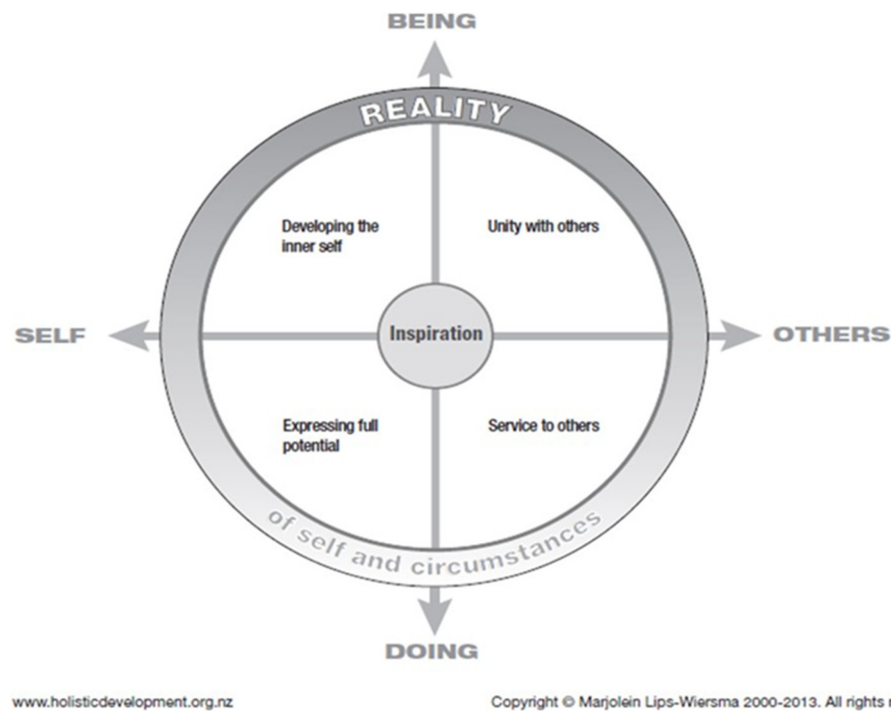 BEING
REALITY
Developing the
inner self
Unity with others
SELF
Inspiration
OTHERS
Expressing full
potential
Service to others
of self and circumstances
DOING
www.holisticdevelopment.org.nz
Copyright © Marjolein Lips-Wiersma 2000-2013. All rights